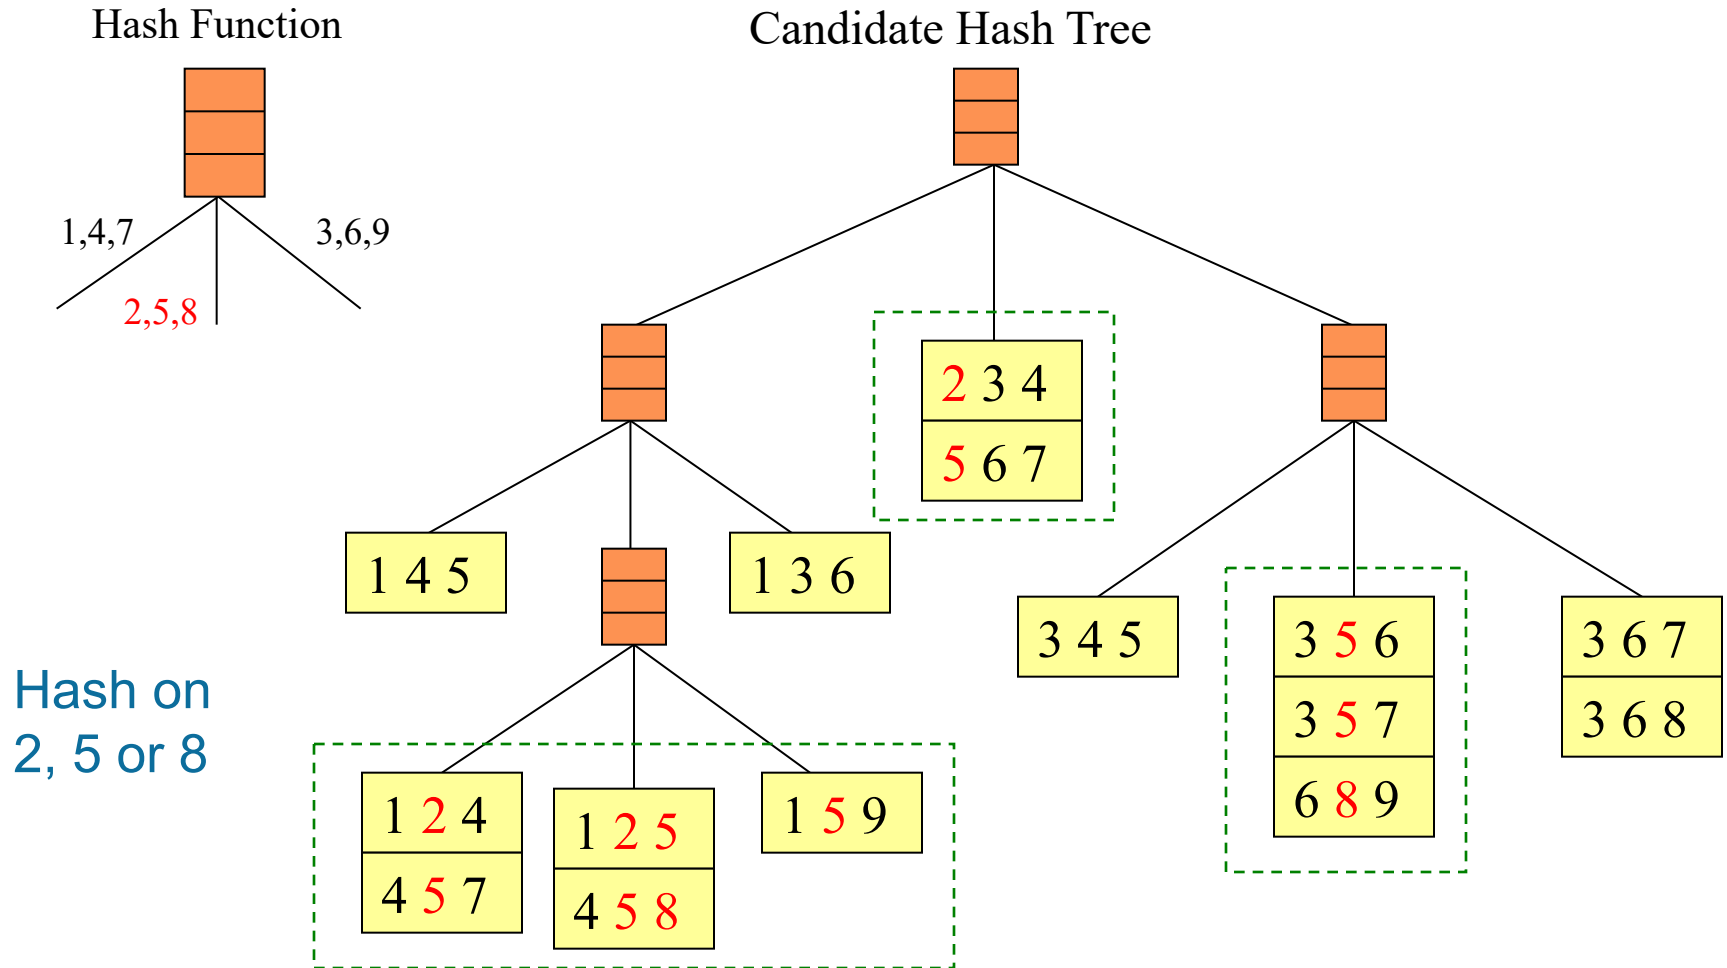 Hash Function
Candidate Hash Tree
1,4,7
3,6,9
2,5,8
2 3 4
5 6 7
1 4 5
1 3 6
3 4 5
3 5 6
3 5 7
6 8 9
3 6 7
3 6 8
Hash on
2, 5 or 8
1 2 4
4 5 7
1 2 5
4 5 8
1 5 9